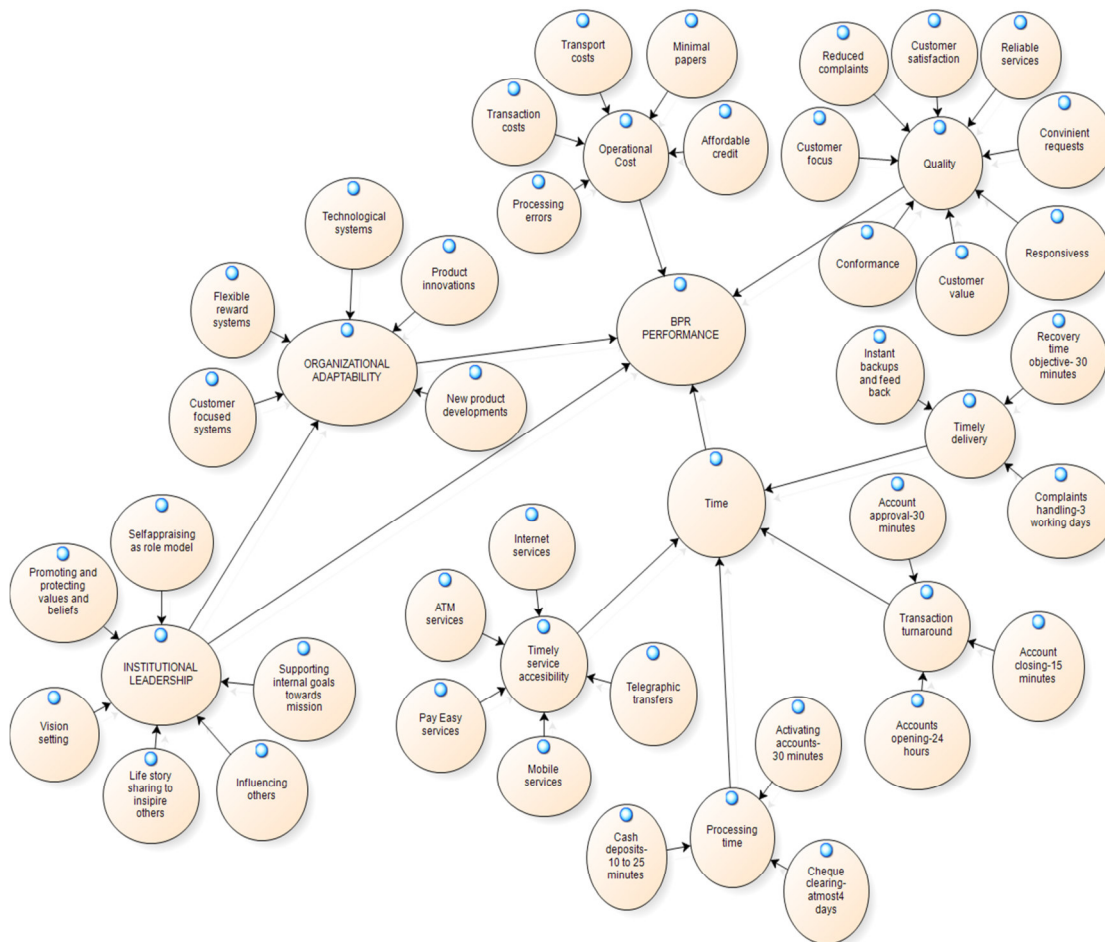 Transport
costs
Minimal
papers
Transaction
costs
Operational
Cost
Affordable
credit
Processing
errors
Reduced
complaints
Customer
satisfaction
Reliable
services
Customer
focus
Quality
Convinient
requests
Conformance
Customer
value
Responsivess
Technological
systems
Product
innovations
Flexible
reward
systems
ORGANIZATIONAL
ADAPTABILITY
Customer
focused
systems
New product
developments
BPR
PERFORMANCE
Instant
backups
and feed
back
Recovery
time
objective- 30
minutes
Timely
delivery
Complaints
handling-3
working days
Time
Account
approval-30
minutes
Transaction
turnaround
Account
closing-15
minutes
Accounts
opening-24
hours
Selfappraising
as role model
Promoting and
protecting
values and
beliefs
INSTITUTIONAL
LEADERSHIP
Supporting
internal goals
towards
mission
Vision
setting
Life story
sharing to
insipire
others
Influencing
others
Internet
services
ATM
services
Timely
service
accesibility
Telegraphic
transfers
Pay Easy
services
Mobile
services
Activating
accounts-
30 minutes
Cash
deposits-
10 to 25
minutes
Processing
time
Cheque
clearing-
atmost4
days